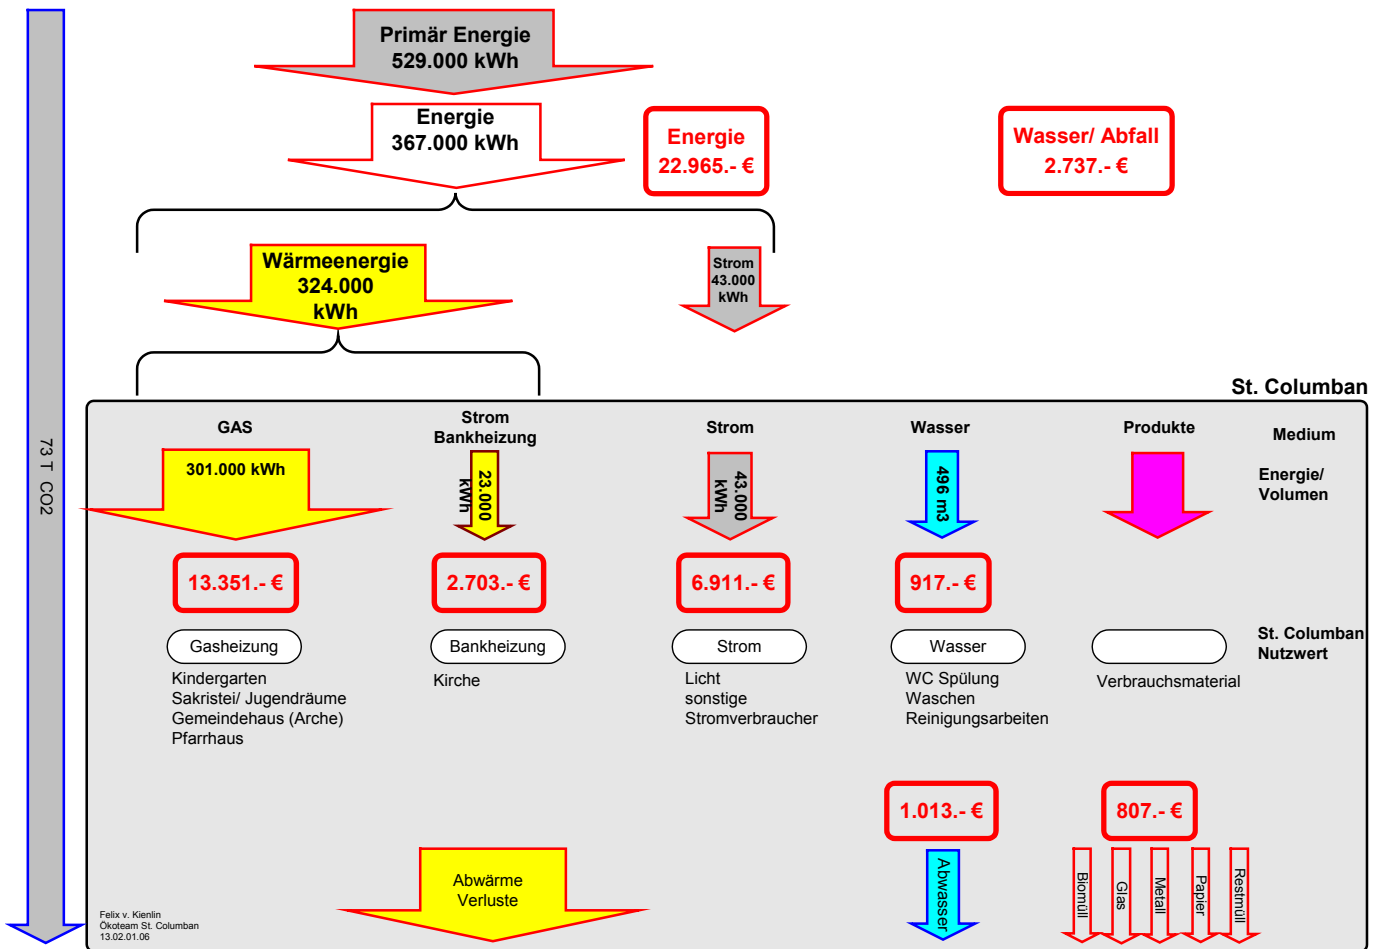 Primär Energie
529.000 kWh
Energie
367.000 kWh
Energie
22.965.- €
Wasser/ Abfall
2.737.- €
Wärmeenergie
324.000
kWh
Strom
43.000
kWh
St. Columban
73 T CO2
GAS
Strom
Bankheizung
Strom
Wasser
Produkte
Medium
301.000 kWh
23.000
kWh
43.000
kWh
496 m3
Energie/
Volumen
13.351.- €
2.703.- €
6.911.- €
917.- €
Gasheizung
Bankheizung
Strom
Wasser
St. Columban
Nutzwert
Kindergarten
Sakristei/ Jugendräume
Gemeindehaus (Arche)
Pfarrhaus
Kirche
Licht
sonstige
Stromverbraucher
WC Spülung
Waschen
Reinigungsarbeiten
Verbrauchsmaterial
1.013.- €
807.- €
Abwärme
Verluste
Abwasser
Biomüll
Glas
Metall
Papier
Restmüll
Felix v. Kienlin
Ökoteam St. Columban
13.02.01.06